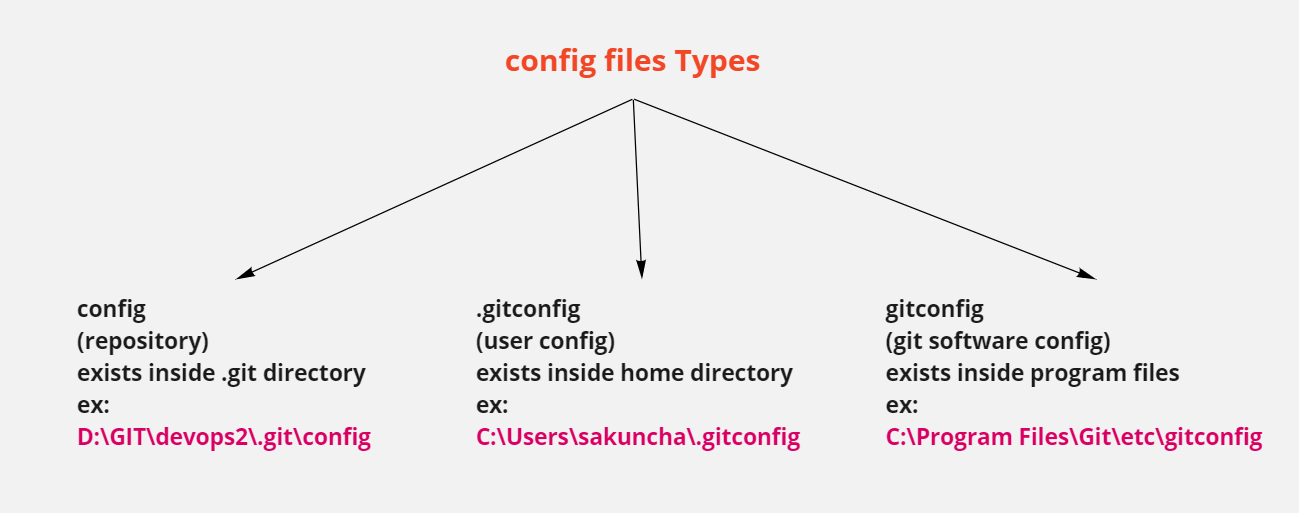 config files Types
config
(repository)
exists inside .git directory
ex:
D:\GIT\devops2\.git\config
.gitconfig
(user config)
exists inside home directory
ex:
C:\Users\sakuncha\.gitconfig
gitconfig
(git software config)
exists inside program files
ex:
C:\Program Files\Git\etc\gitconfig